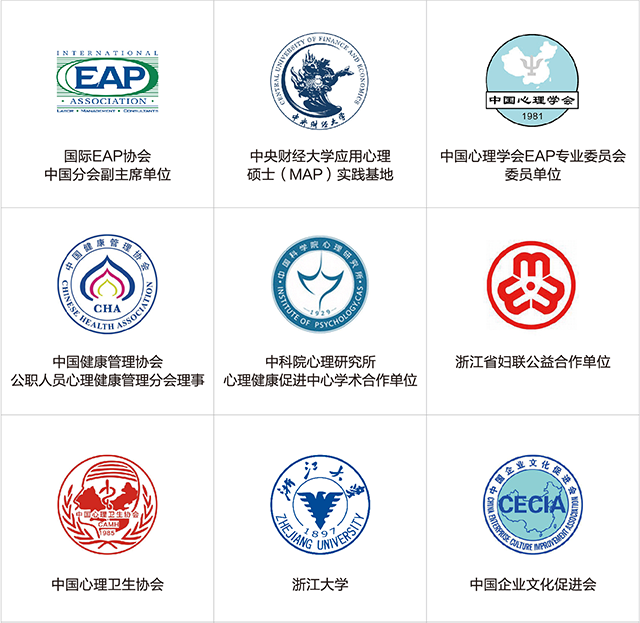 INTERNATIONAL
EAP
ASSOCIATION
LABOR · MANAGEMENT · CONSULTANTS
国际EAP协会
中国分会副主席单位
CENTRAL UNIVERSITY OF FINANCE AND ECONOMICS
中央财经大学
中央财经大学应用心理
硕士（MAP）实践基地
中国心理学会
1981
中国心理学会EAP专业委员会
委员单位
中国健康管理协会
CHA
CHINESE HEALTH ASSOCIATION
中国健康管理协会
公职人员心理健康管理分会理事
中国科学院心理研究所
1929
INSTITUTE OF PSYCHOLOGY,CAS
中科院心理研究所
心理健康促进中心学术合作单位
浙江省妇联公益合作单位
中国心理卫生协会
CAMH
1985
中国心理卫生协会
浙江大学
1897
ZHEJIANG UNIVERSITY
浙江大学
中国企业文化促进会
CECIA
CHINA ENTERPRISE CULTURE IMPROVEMENT ASSOCIATION
中国企业文化促进会